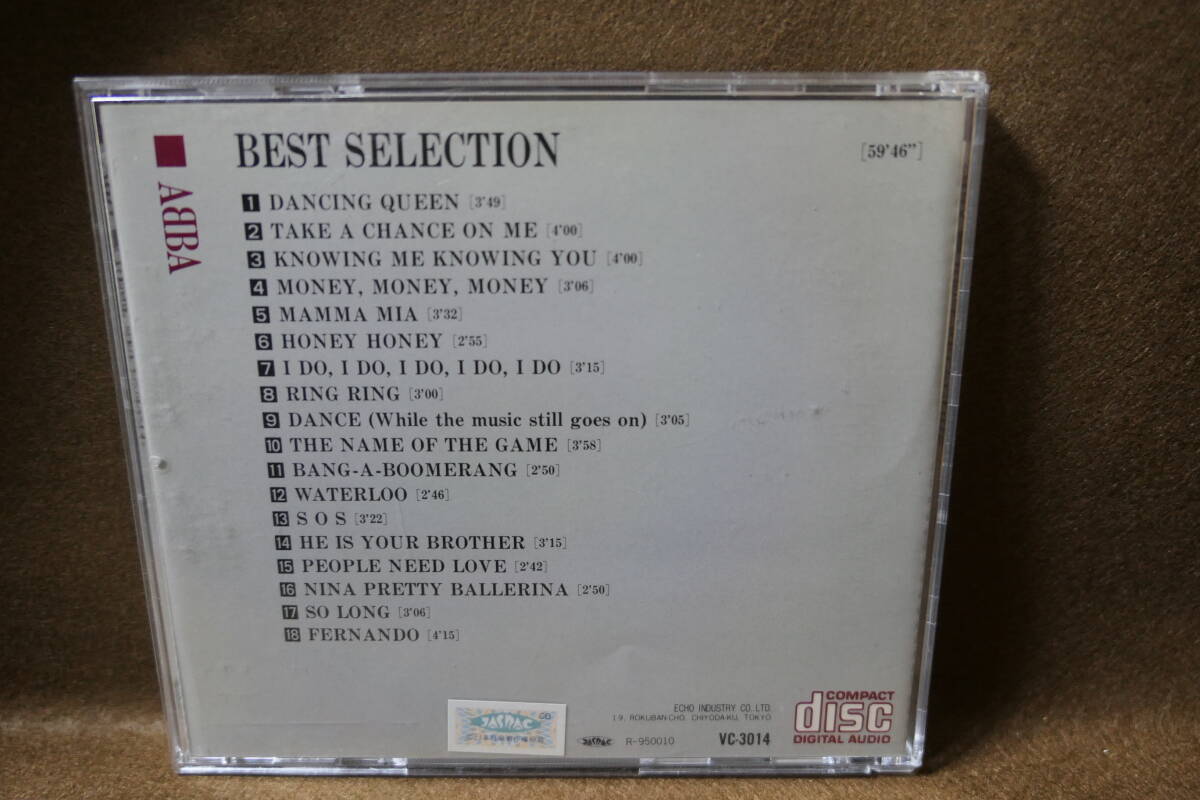 ABBA
BEST SELECTION [59'46"]
1 DANCING QUEEN [3'49]
2 TAKE A CHANCE ON ME [4'00]
3 KNOWING ME KNOWING YOU [4'00]
4 MONEY, MONEY, MONEY [3'06]
5 MAMMA MIA [3'32]
6 HONEY HONEY [2'55]
7 I DO, I DO, I DO, I DO, I DO [3'15]
8 RING RING [3'00]
9 DANCE (While the music still goes on) [3'05]
10 THE NAME OF THE GAME [3'58]
11 BANG-A-BOOMERANG [2'50]
12 WATERLOO [2'46]
13 S O S [3'22]
14 HE IS YOUR BROTHER [3'15]
15 PEOPLE NEED LOVE [2'42]
16 NINA PRETTY BALLERINA [2'50]
17 SO LONG [3'06]
18 FERNANDO [4'15]
JASRAC
ECHO INDUSTRY CO., LTD.
19, ROKUBAN-CHO, CHIYODA-KU, TOKYO
JASRAC R-950010 VC-3014
COMPACT
disc
DIGITAL AUDIO